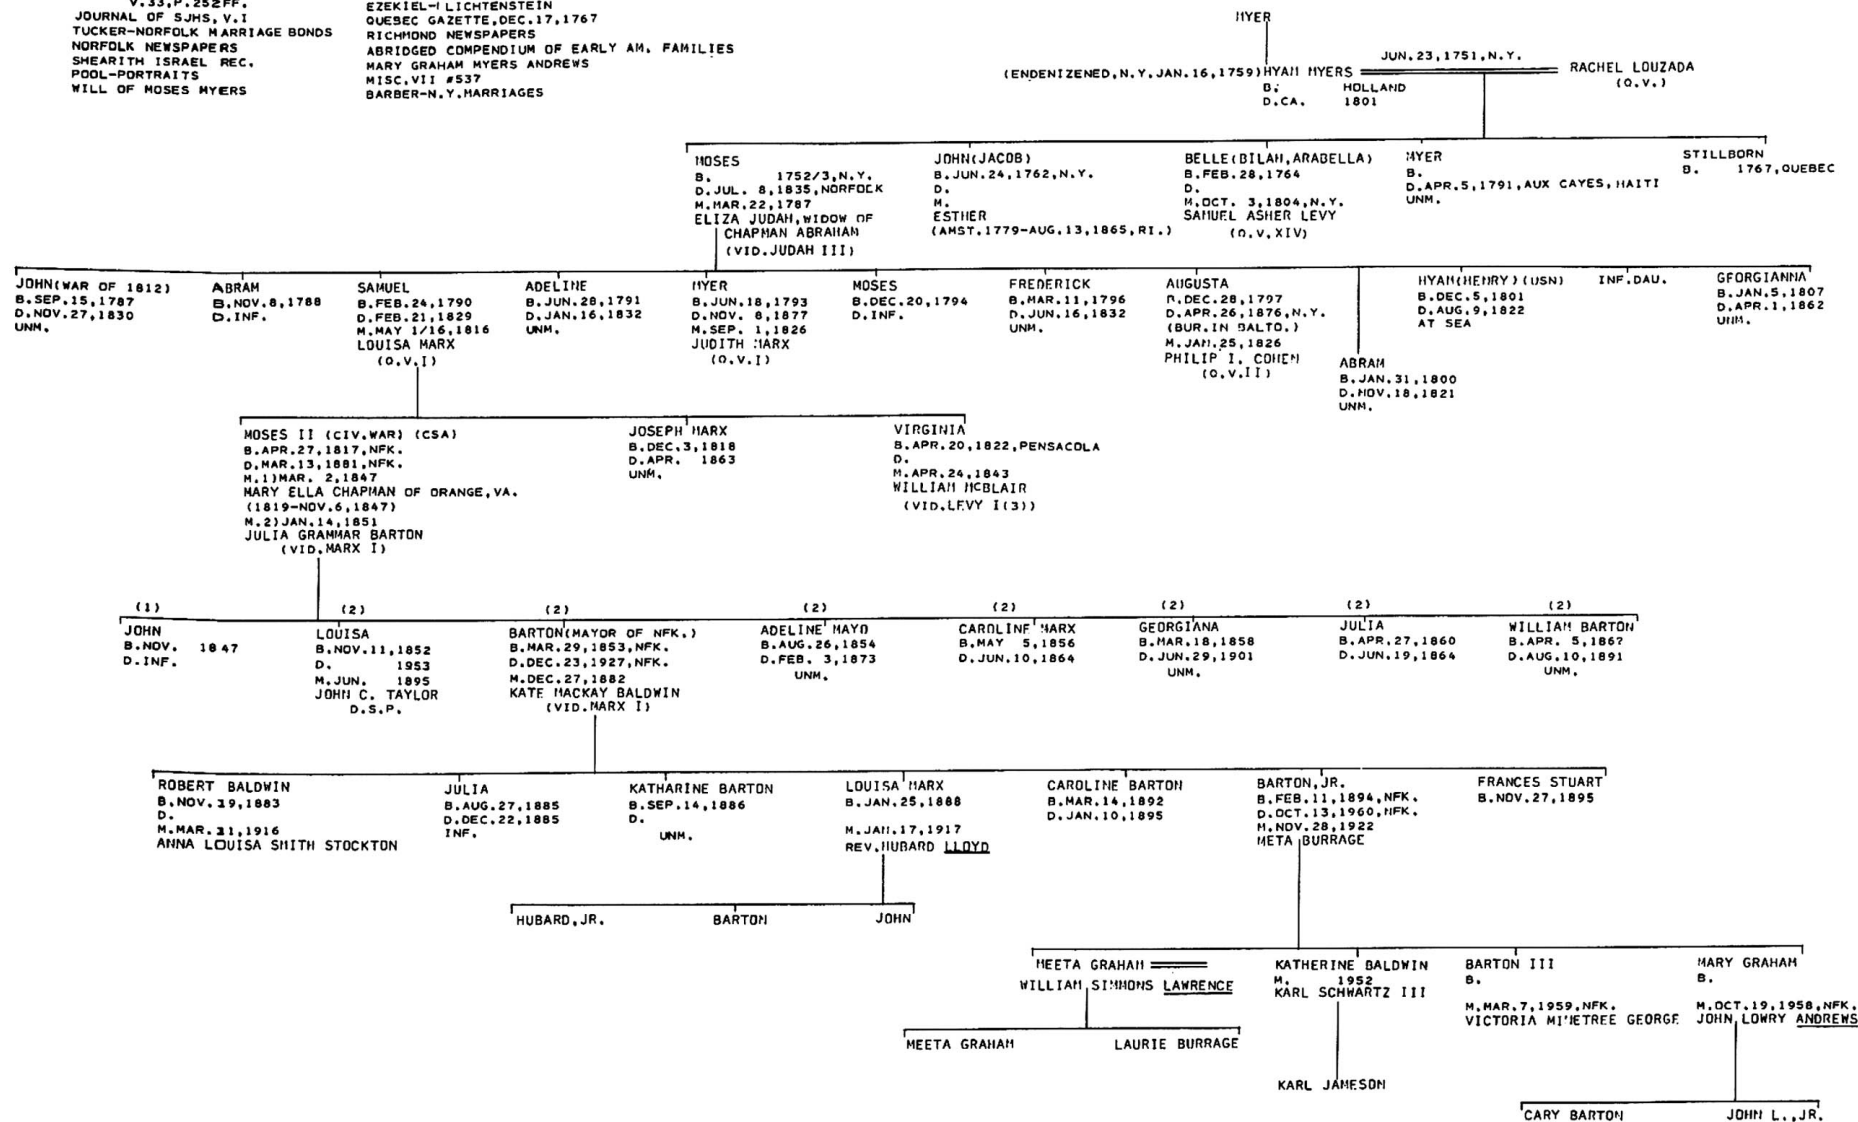 V.33,P.252FF.
JOURNAL OF SJHS, V.I
TUCKER-NORFOLK MARRIAGE BONDS
NORFOLK NEWSPAPERS
SHEARITH ISRAEL REC.
POOL-PORTRAITS
WILL OF MOSES MYERS
EZEKIEL-LICHTENSTEIN
QUEBEC GAZETTE,DEC.17,1767
RICHMOND NEWSPAPERS
ABRIDGED COMPENDIUM OF EARLY AM. FAMILIES
MARY GRAHAM MYERS ANDREWS
MISC.VII #537
BARBER-N.Y.MARRIAGES
MYER
JUN.23,1751,N.Y.
(ENDENIZENED,N.Y.JAN.16,1759)HYAM MYERS
B. HOLLAND
D.CA. 1801
RACHEL LOUZADA
(Q.V.)
MOSES
B. 1752/3,N.Y.
D.JUL. 8,1835,NORFOLK
M.MAR.22,1787
ELIZA JUDAH,WIDOW OF
CHAPMAN ABRAHAM
(VID.JUDAH III)
JOHN(JACOB)
B.JUN.24,1762,N.Y.
D.
M.
ESTHER
(AMST.1779-AUG.13,1865,RI.)
BELLE(BILAH,ARABELLA)
B.FEB.28,1764
D.
M.OCT. 3,1804,N.Y.
SAMUEL ASHER LEVY
(Q.V.XIV)
MYER
B.
D.APR.5,1791,AUX CAYES,HAITI
UNM.
STILLBORN
B. 1767,QUEBEC
JOHN(WAR OF 1812)
B.SEP.15,1787
D.NOV.27,1830
UNM.
ABRAM
B.NOV.8,1788
D.INF.
SAMUEL
B.FEB.24,1790
D.FEB.21,1829
M.MAY 1/16,1816
LOUISA MARX
(Q.V.I)
ADELINE
B.JUN.28,1791
D.JAN.16,1832
UNM.
MYER
B.JUN.18,1793
D.NOV. 8,1877
M.SEP. 1,1826
JUDITH MARX
(Q.V.I)
MOSES
B.DEC.20,1794
D.INF.
FREDERICK
B.MAR.11,1796
D.JUN.16,1832
UNM.
AUGUSTA
B.DEC.28,1797
D.APR.26,1876,N.Y.
(BUR.IN BALTO.)
M.JAN.25,1826
PHILIP I. COHEN
(Q.V.II)
ABRAM
B.JAN.31,1800
D.NOV.18,1821
UNM.
HYAM(HENRY)(USN)
B.DEC.5,1801
D.AUG.9,1822
AT SEA
INF.DAU.
GEORGIANNA
B.JAN.5,1807
D.APR.1,1862
UNM.
MOSES II (CIV.WAR) (CSA)
B.APR.27,1817,NFK.
D.MAR.13,1881,NFK.
M.1)MAR. 2,1847
MARY ELLA CHAPMAN OF ORANGE,VA.
(1819-NOV.6,1847)
M.2)JAN.14,1851
JULIA GRAMMAR BARTON
(VID.MARX I)
JOSEPH MARX
B.DEC.3,1818
D.APR. 1863
UNM.
VIRGINIA
B.APR.20,1822,PENSACOLA
D.
M.APR.24,1843
WILLIAM MCBLAIR
(VID.LEVY I(3))
(1)
JOHN
B.NOV. 1847
D.INF.
(2)
LOUISA
B.NOV.11,1852
D. 1953
M.JUN. 1895
JOHN C. TAYLOR
D.S.P.
(2)
BARTON(MAYOR OF NFK.)
B.MAR.29,1853,NFK.
D.DEC.23,1927,NFK.
M.DEC.27,1882
KATE MACKAY BALDWIN
(VID.MARX I)
(2)
ADELINE MAYO
B.AUG.26,1854
D.FEB. 3,1873
UNM.
(2)
CAROLINE MARX
B.MAY 5,1856
D.JUN.10,1864
(2)
GEORGIANA
B.MAR.18,1858
D.JUN.29,1901
UNM.
(2)
JULIA
B.APR.27,1860
D.JUN.19,1864
(2)
WILLIAM BARTON
B.APR. 5,186?
D.AUG.10,1891
UNM.
ROBERT BALDWIN
B.NOV.19,1883
D.
M.MAR.31,1916
ANNA LOUISA SMITH STOCKTON
JULIA
B.AUG.27,1885
D.DEC.22,1885
INF.
KATHARINE BARTON
B.SEP.14,1886
D.
UNM.
LOUISA MARX
B.JAN.25,1888
M.JAN.17,1917
REV.HUBARD LLOYD
CAROLINE BARTON
B.MAR.14,1892
D.JAN.10,1895
BARTON,JR.
B.FEB.11,1894,NFK.
D.OCT.13,1960,NFK.
M.NOV.28,1922
META BURRAGE
FRANCES STUART
B.NOV.27,1895
HUBARD,JR.
BARTON
JOHN
MEETA GRAHAM
WILLIAM SIMMONS LAWRENCE
KATHERINE BALDWIN
M. 1952
KARL SCHWARTZ III
BARTON III
B.
M.MAR.7,1959,NFK.
VICTORIA MINETREE GEORGE
MARY GRAHAM
B.
M.OCT.19,1958,NFK.
JOHN LOWRY ANDREWS
MEETA GRAHAM
LAURIE BURRAGE
KARL JAMESON
CARY BARTON
JOHN L.,JR.